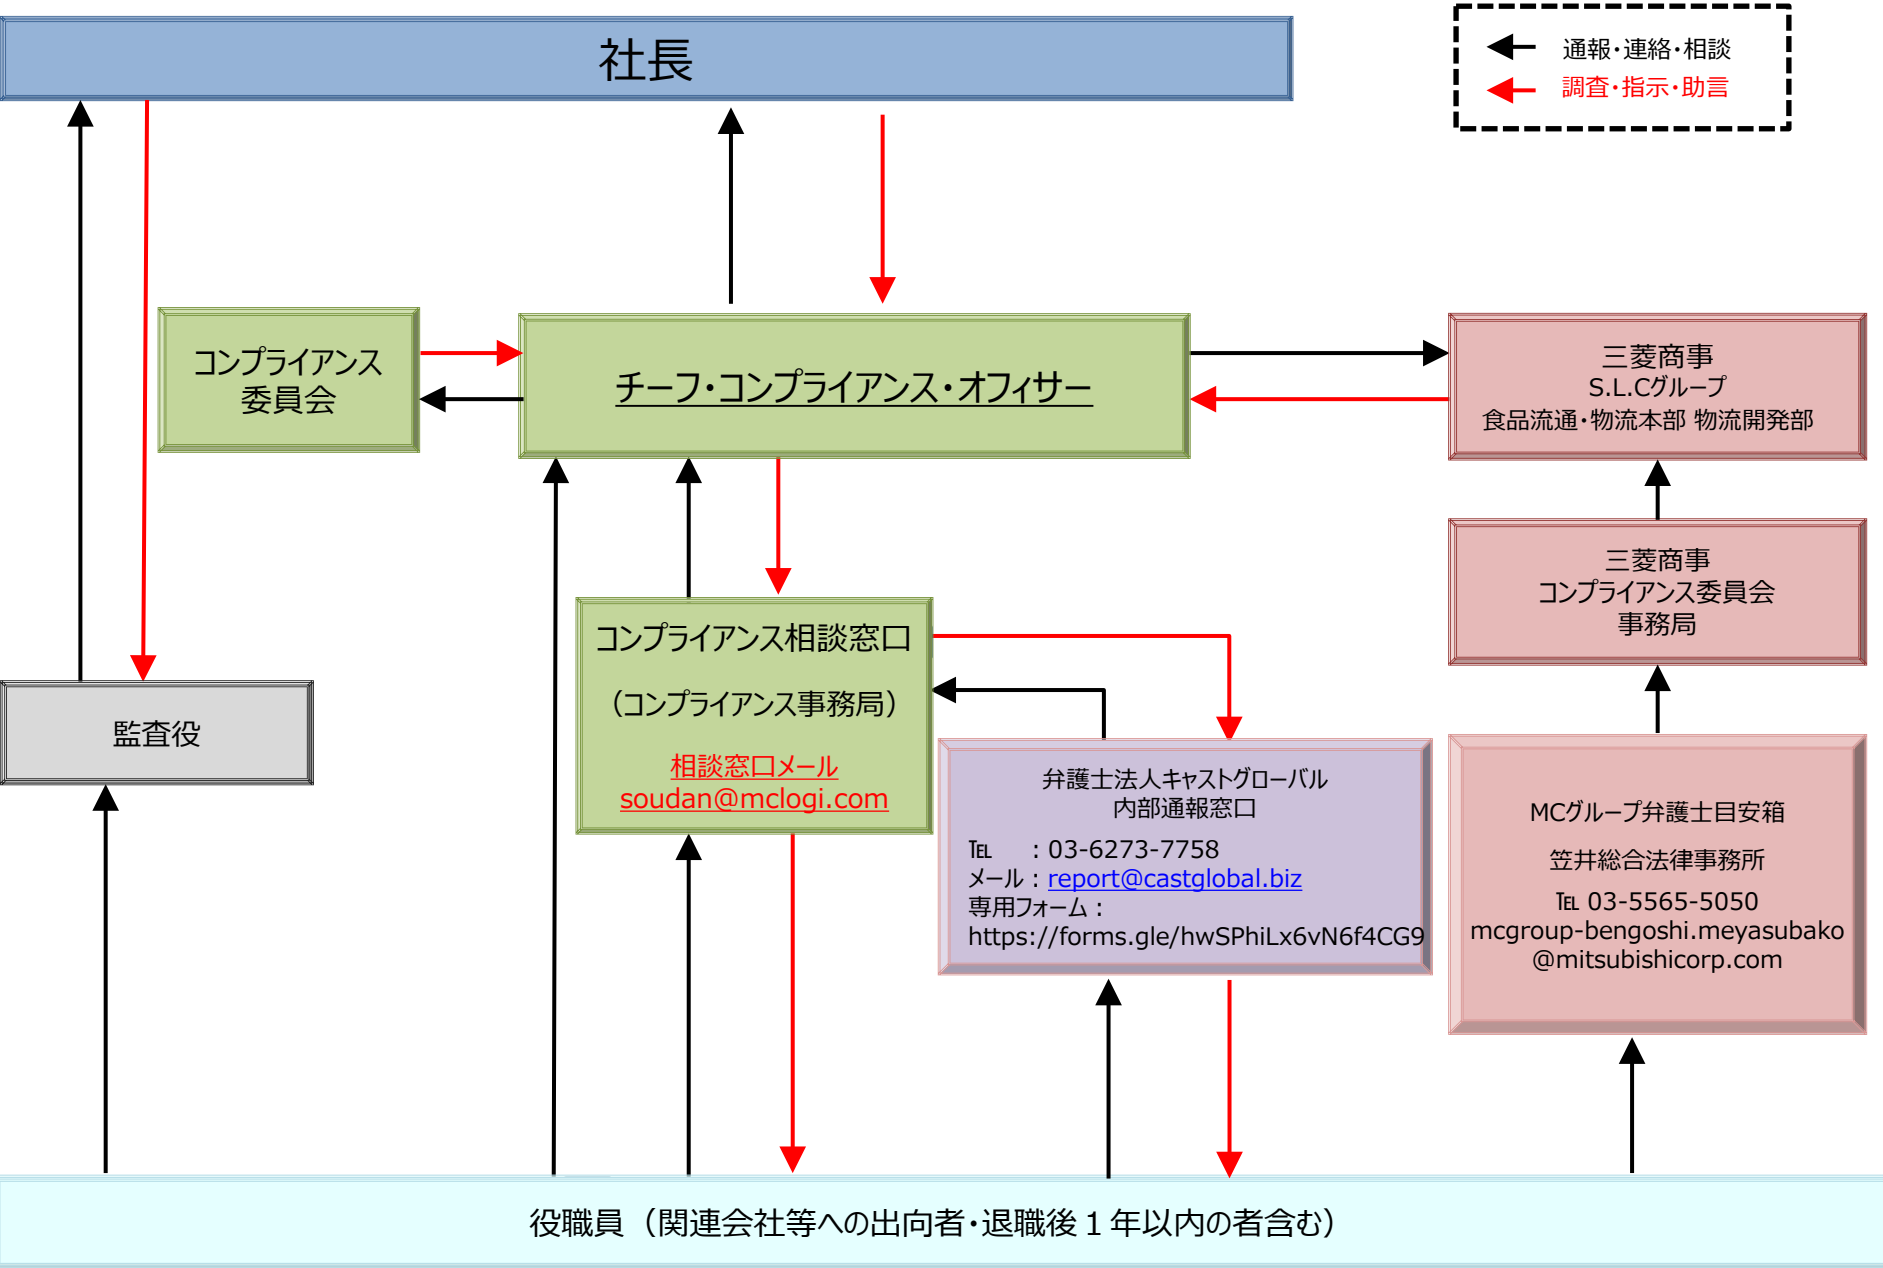 社長
通報・連絡・相談
調査・指示・助言
コンプライアンス
委員会
チーフ・コンプライアンス・オフィサー
三菱商事
S.L.Cグループ
食品流通・物流本部 物流開発部
三菱商事
コンプライアンス委員会
事務局
コンプライアンス相談窓口
（コンプライアンス事務局）
相談窓口メール
soudan@mclogi.com
監査役
弁護士法人キャストグローバル
内部通報窓口
℡　：03-6273-7758
メール：report@castglobal.biz
専用フォーム：
https://forms.gle/hwSPhiLx6vN6f4CG9
MCグループ弁護士目安箱
笠井総合法律事務所
℡ 03-5565-5050
mcgroup-bengoshi.meyasubako
@mitsubishicorp.com
役職員（関連会社等への出向者・退職後１年以内の者含む）